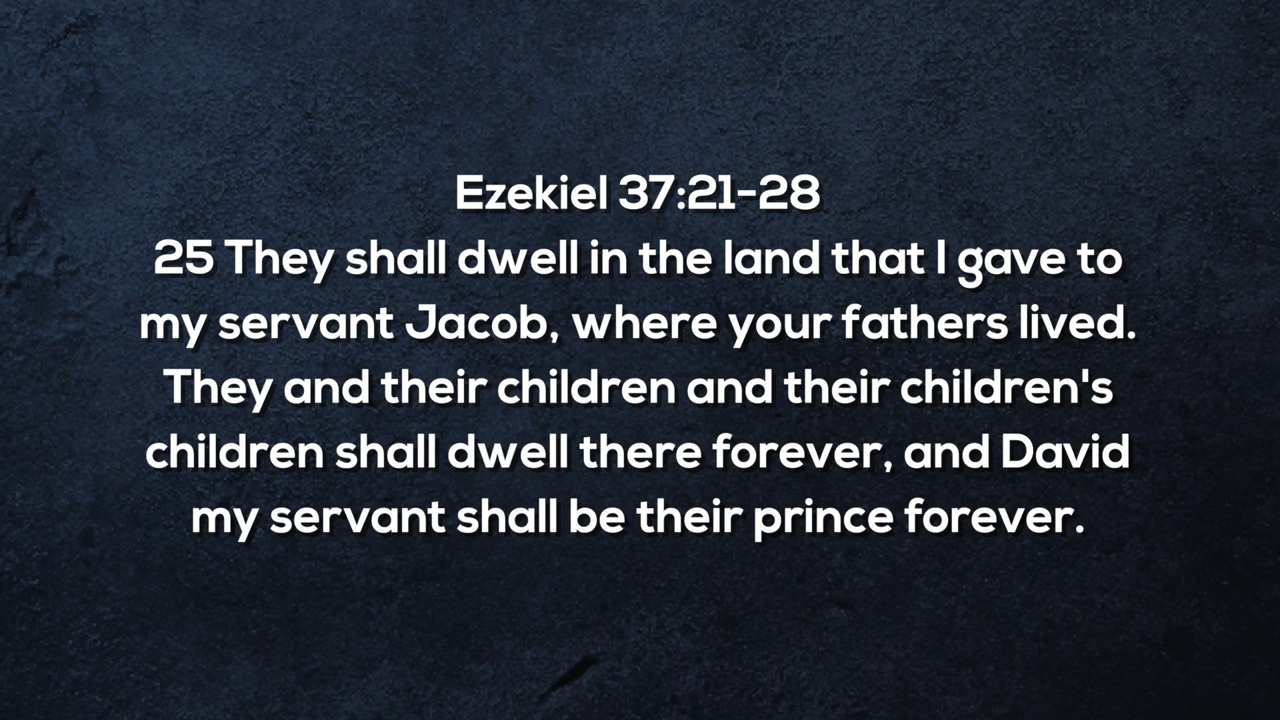 Ezekiel 37:21-28
25 They shall dwell in the land that I gave to
my servant Jacob, where your fathers lived.
They and their children and their children's
children shall dwell there forever, and David
my servant shall be their prince forever.